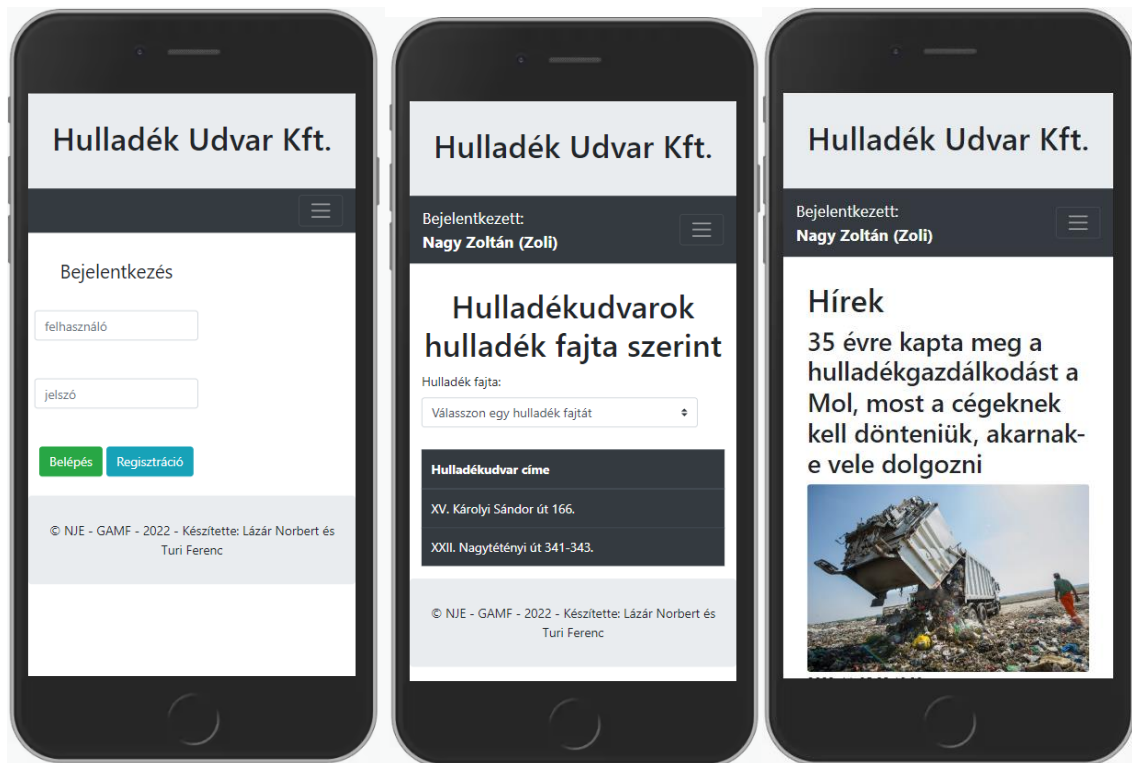 Hulladék Udvar Kft.
Bejelentkezés
felhasználó
jelszó
Belépés Regisztráció
© NJE - GAMF - 2022 - Készítette: Lázár Norbert és
Turi Ferenc
Hulladék Udvar Kft.
Bejelentkezett:
Nagy Zoltán (Zoli)
Hulladékudvarok
hulladék fajta szerint
Hulladék fajta:
Válasszon egy hulladék fajtát
Hulladékudvar címe
XV. Károlyi Sándor út 166.
XXII. Nagytétényi út 341-343.
© NJE - GAMF - 2022 - Készítette: Lázár Norbert és
Turi Ferenc
Hulladék Udvar Kft.
Bejelentkezett:
Nagy Zoltán (Zoli)
Hírek
35 évre kapta meg a
hulladékgazdálkodást a
Mol, most a cégeknek
kell dönteniük, akarnak-
e vele dolgozni